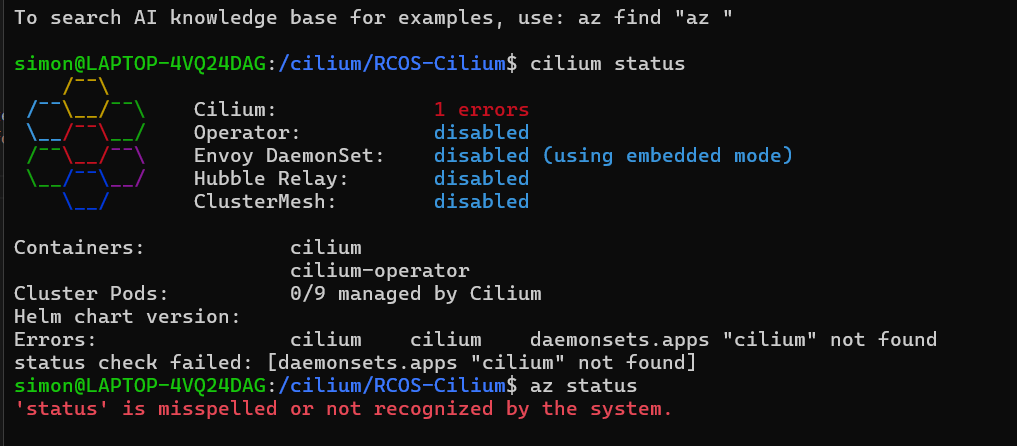 To search AI knowledge base for examples, use: az find "az "
simon@LAPTOP-4VQ24DAG:/cilium/RCOS-Cilium$ cilium status
Cilium: 1 errors
Operator: disabled
Envoy DaemonSet: disabled (using embedded mode)
Hubble Relay: disabled
ClusterMesh: disabled
Containers: cilium
cilium-operator
Cluster Pods: 0/9 managed by Cilium
Helm chart version:
Errors: cilium cilium daemonsets.apps "cilium" not found
status check failed: [daemonsets.apps "cilium" not found]
simon@LAPTOP-4VQ24DAG:/cilium/RCOS-Cilium$ az status
'status' is misspelled or not recognized by the system.